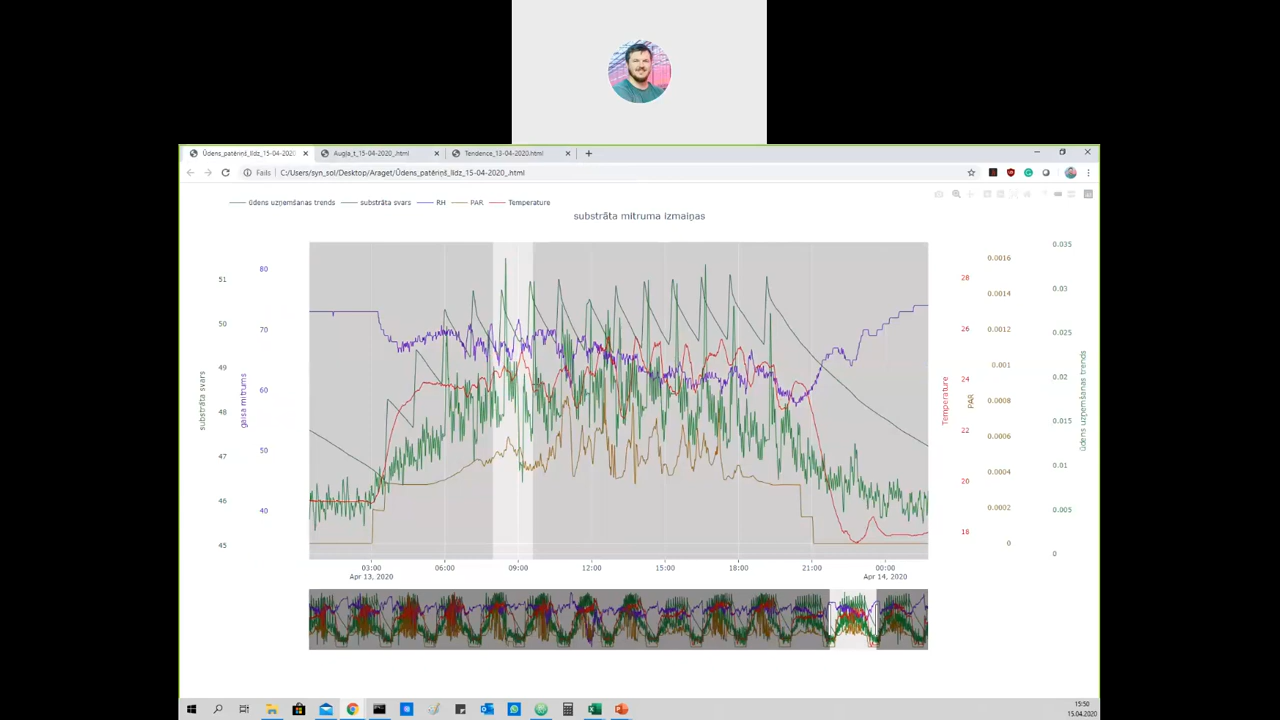 Ūdens_patēriņš_līdz_15-04-2020_
Augļa_t_15-04-2020_.html
Tendence_13-04-2020.html
Fails
C:/Users/syn_sol/Desktop/Araget/Ūdens_patēriņš_līdz_15-04-2020_.html
ūdens uzņemšanas trends
substrāta svars
RH
PAR
Temperature
substrāta mitruma izmaiņas
51
50
49
48
47
46
45
substrāta svars
80
70
60
50
40
gaisa mitrums
28
26
24
22
20
18
Temperature
0.0016
0.0014
0.0012
0.001
0.0008
0.0006
0.0004
0.0002
0
PAR
0.035
0.03
0.025
0.02
0.015
0.01
0.005
0
ūdens uzņemšanas trends
03:00
06:00
09:00
12:00
15:00
18:00
21:00
00:00
Apr 13, 2020
Apr 14, 2020
15:50
15.04.2020